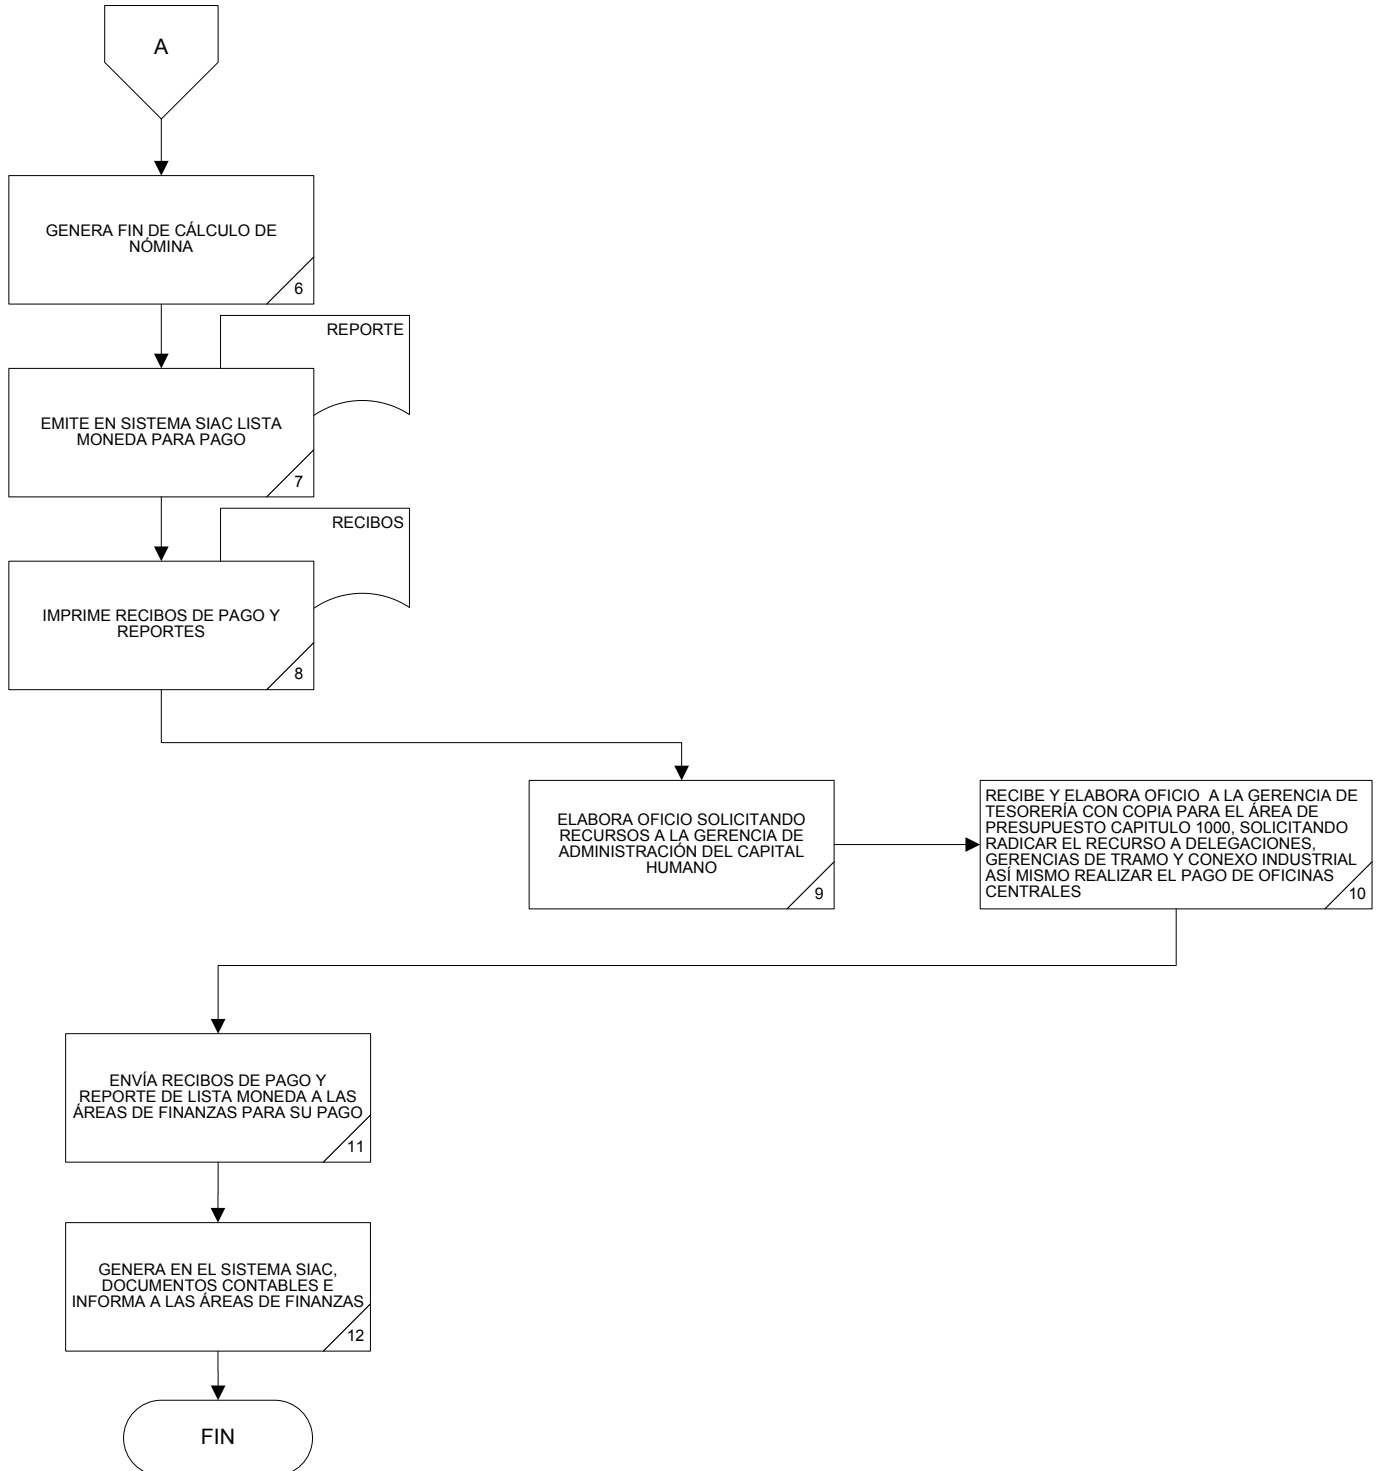 A
GENERA FIN DE CÁLCULO DE
NÓMINA
6
REPORTE
EMITE EN SISTEMA SIAC LISTA
MONEDA PARA PAGO
7
RECIBOS
IMPRIME RECIBOS DE PAGO Y
REPORTES
8
ELABORA OFICIO SOLICITANDO
RECURSOS A LA GERENCIA DE
ADMINISTRACIÓN DEL CAPITAL
HUMANO
9
RECIBE Y ELABORA OFICIO  A LA GERENCIA DE
TESORERÍA CON COPIA PARA EL ÁREA DE
PRESUPUESTO CAPITULO 1000, SOLICITANDO
RADICAR EL RECURSO A DELEGACIONES,
GERENCIAS DE TRAMO Y CONEXO INDUSTRIAL
ASÍ MISMO REALIZAR EL PAGO DE OFICINAS
CENTRALES
10
ENVÍA RECIBOS DE PAGO Y
REPORTE DE LISTA MONEDA A LAS
ÁREAS DE FINANZAS PARA SU PAGO
11
GENERA EN EL SISTEMA SIAC,
DOCUMENTOS CONTABLES E
INFORMA A LAS ÁREAS DE FINANZAS
12
FIN